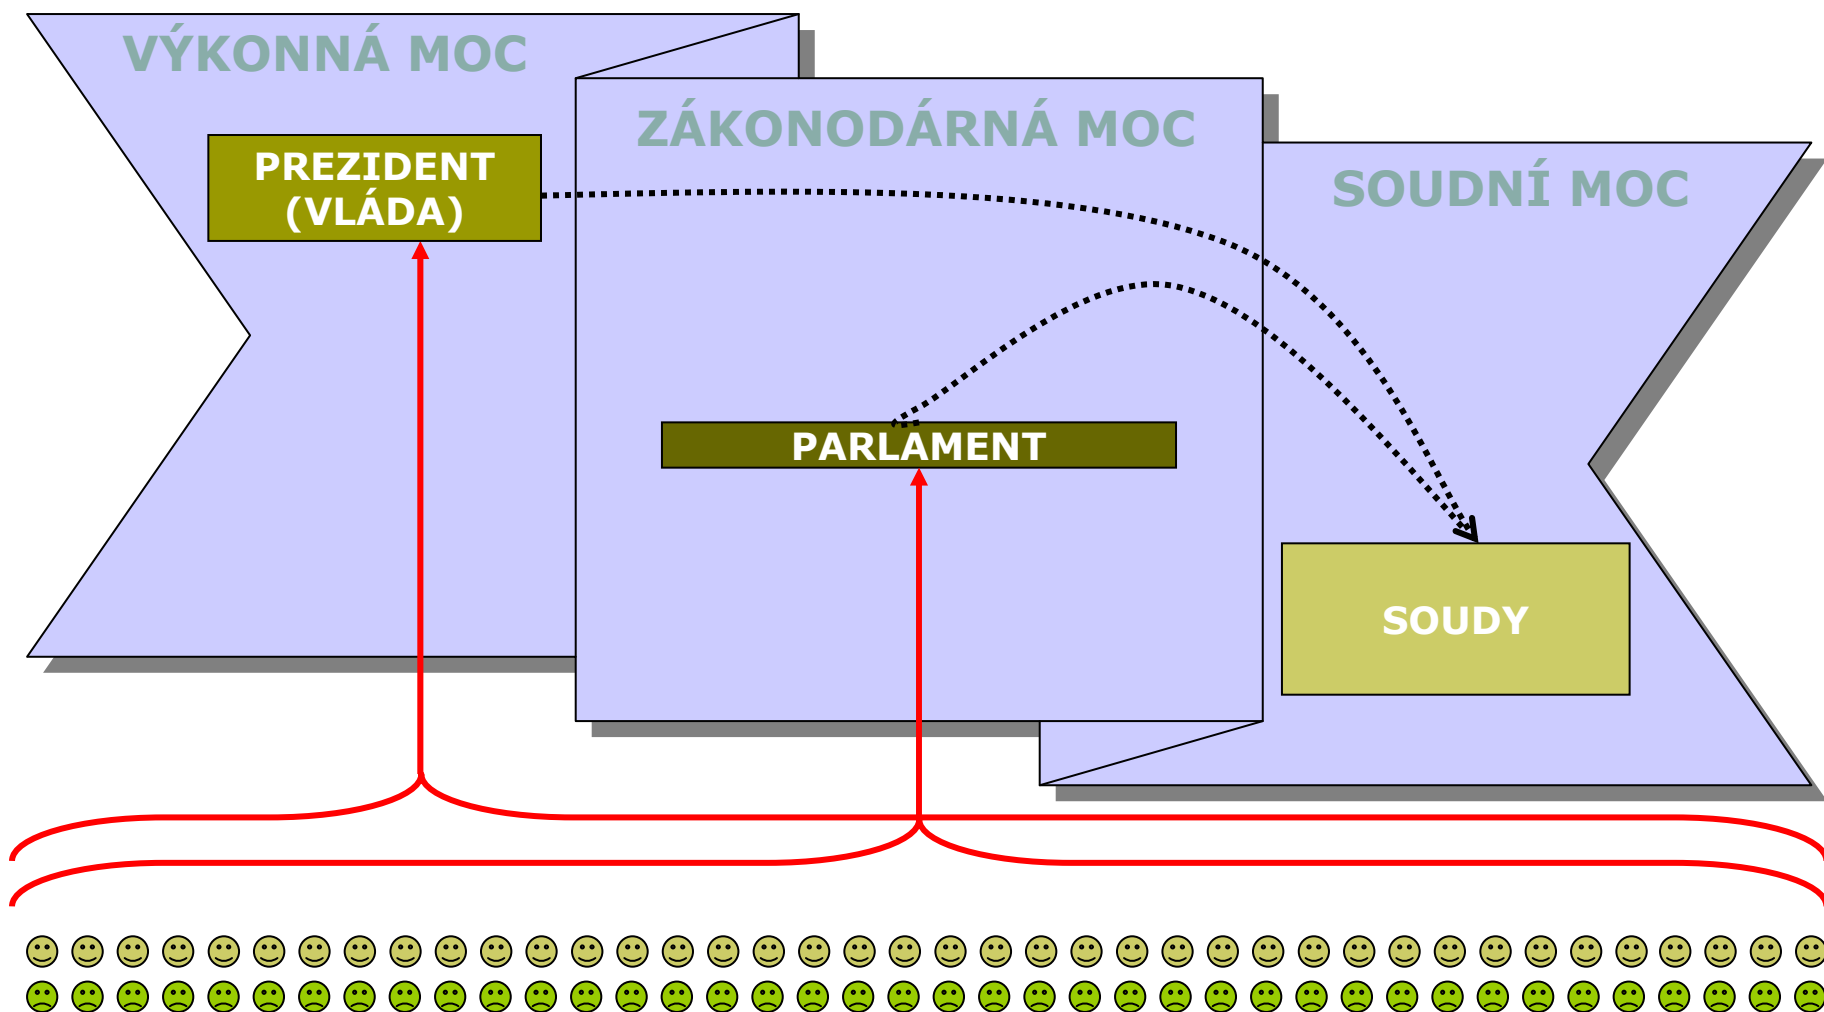 VÝKONNÁ MOC
ZÁKONODÁRNÁ MOC
SOUDNÍ MOC
PREZIDENT
(VLÁDA)
PARLAMENT
SOUDY